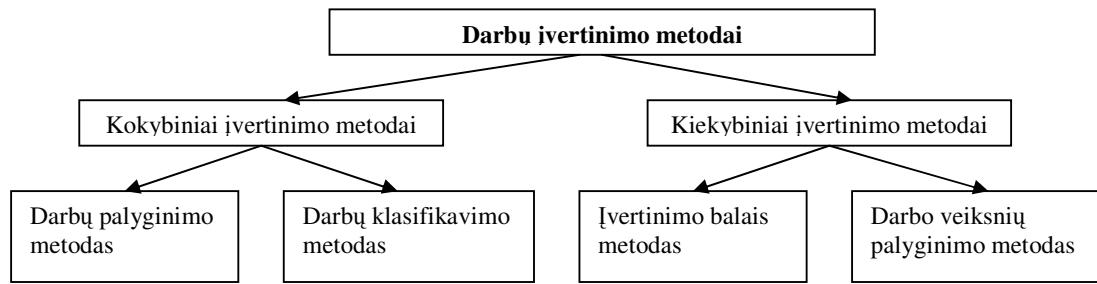 Darbų įvertinimo metodai
Kokybiniai įvertinimo metodai
Kiekybiniai įvertinimo metodai
Darbų palyginimo
metodas
Darbų klasifikavimo
metodas
Įvertinimo balais
metodas
Darbo veiksnių
palyginimo metodas